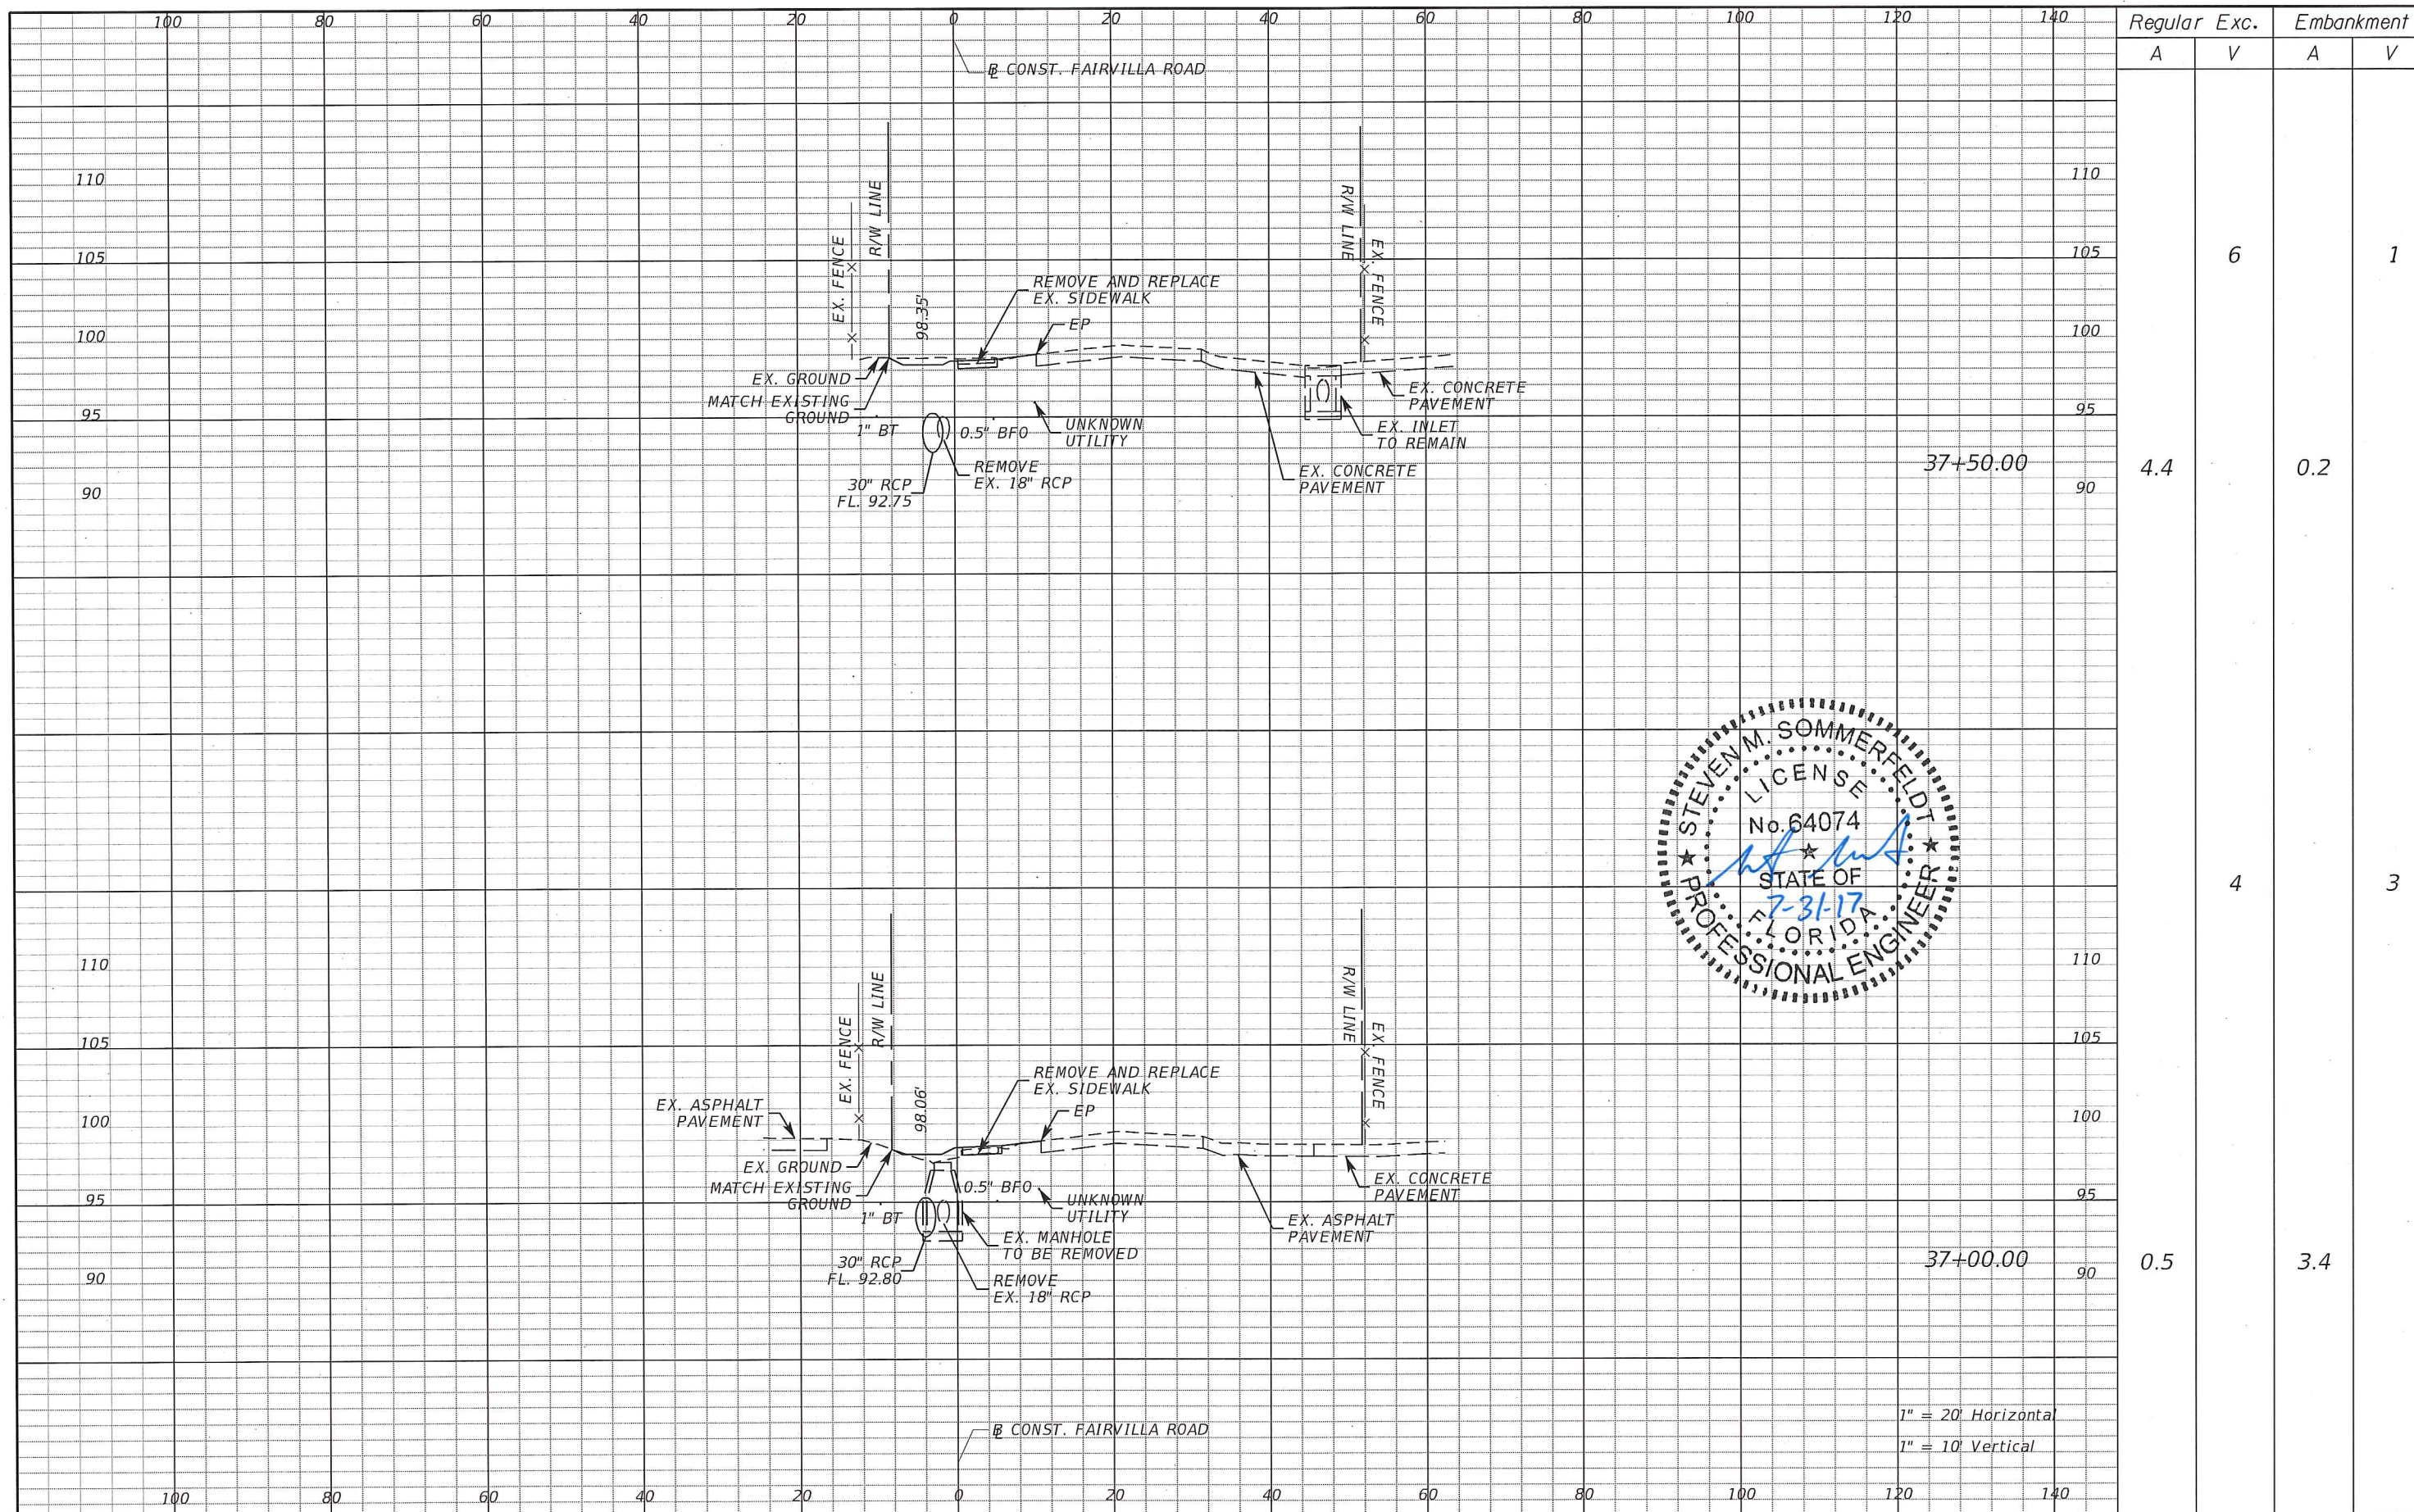 100 80 60 40 20 0 20 40 60 80 100 120 140
Regular Exc. Embankment
A V A V
℄ CONST. FAIRVILLA ROAD
110
105
100
95
90
EX. FENCE
R/W LINE
98.35'
REMOVE AND REPLACE
EX. SIDEWALK
EP
R/W LINE
EX. FENCE
EX. GROUND
MATCH EXISTING
GROUND
1" BT
0.5" BFO
UNKNOWN
UTILITY
30" RCP
FL. 92.75
REMOVE
EX. 18" RCP
EX. CONCRETE
PAVEMENT
EX. INLET
TO REMAIN
EX. CONCRETE
PAVEMENT
110
105
100
95
90
37+50.00
6 1
4.4 0.2
STEVEN M. SOMMERFELDT
LICENSE
No. 64074
STATE OF
7-31-17
FLORIDA
PROFESSIONAL ENGINEER
4 3
110
105
100
95
90
EX. FENCE
R/W LINE
98.06'
REMOVE AND REPLACE
EX. SIDEWALK
EP
R/W LINE
EX. FENCE
EX. ASPHALT
PAVEMENT
EX. GROUND
MATCH EXISTING
GROUND
1" BT
0.5" BFO
UNKNOWN
UTILITY
EX. MANHOLE
TO BE REMOVED
30" RCP
FL. 92.80
REMOVE
EX. 18" RCP
EX. CONCRETE
PAVEMENT
EX. ASPHALT
PAVEMENT
110
105
100
95
90
37+00.00
0.5 3.4
℄ CONST. FAIRVILLA ROAD
1" = 20' Horizontal
1" = 10' Vertical
100 80 60 40 20 0 20 40 60 80 100 120 140